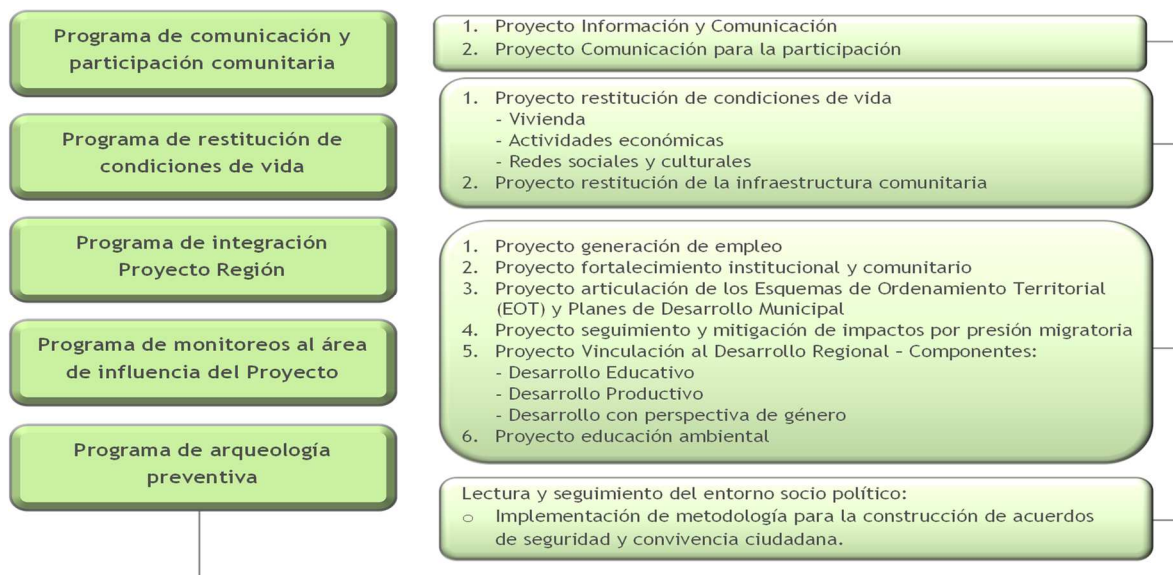 Programa de comunicación y
participación comunitaria
Programa de restitución de
condiciones de vida
Programa de integración
Proyecto Región
Programa de monitoreos al área
de influencia del Proyecto
Programa de arqueología
preventiva
1. Proyecto Información y Comunicación
2. Proyecto Comunicación para la participación
1. Proyecto restitución de condiciones de vida
- Vivienda
- Actividades económicas
- Redes sociales y culturales
2. Proyecto restitución de la infraestructura comunitaria
1. Proyecto generación de empleo
2. Proyecto fortalecimiento institucional y comunitario
3. Proyecto articulación de los Esquemas de Ordenamiento Territorial
(EOT) y Planes de Desarrollo Municipal
4. Proyecto seguimiento y mitigación de impactos por presión migratoria
5. Proyecto Vinculación al Desarrollo Regional – Componentes:
- Desarrollo Educativo
- Desarrollo Productivo
- Desarrollo con perspectiva de género
6. Proyecto educación ambiental
Lectura y seguimiento del entorno socio político:
o Implementación de metodología para la construcción de acuerdos
de seguridad y convivencia ciudadana.